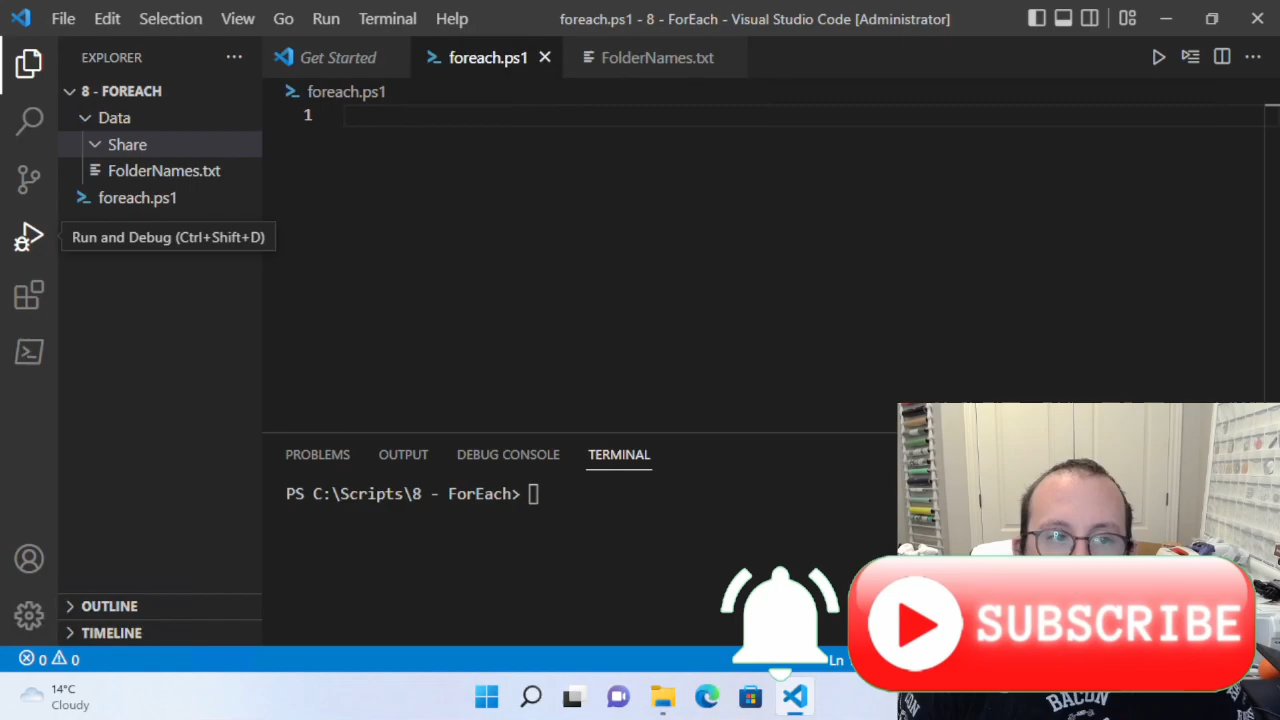 File Edit Selection View Go Run Terminal Help foreach.ps1 - 8 - ForEach - Visual Studio Code [Administrator]
EXPLORER ···
Get Started
foreach.ps1
FolderNames.txt
8 - FOREACH
Data
Share
FolderNames.txt
foreach.ps1
Run and Debug (Ctrl+Shift+D)
foreach.ps1
1
PROBLEMS OUTPUT DEBUG CONSOLE TERMINAL
PS C:\Scripts\8 - ForEach>
OUTLINE
TIMELINE
0 0
Ln
SUBSCRIBE
14°C
Cloudy
BACON